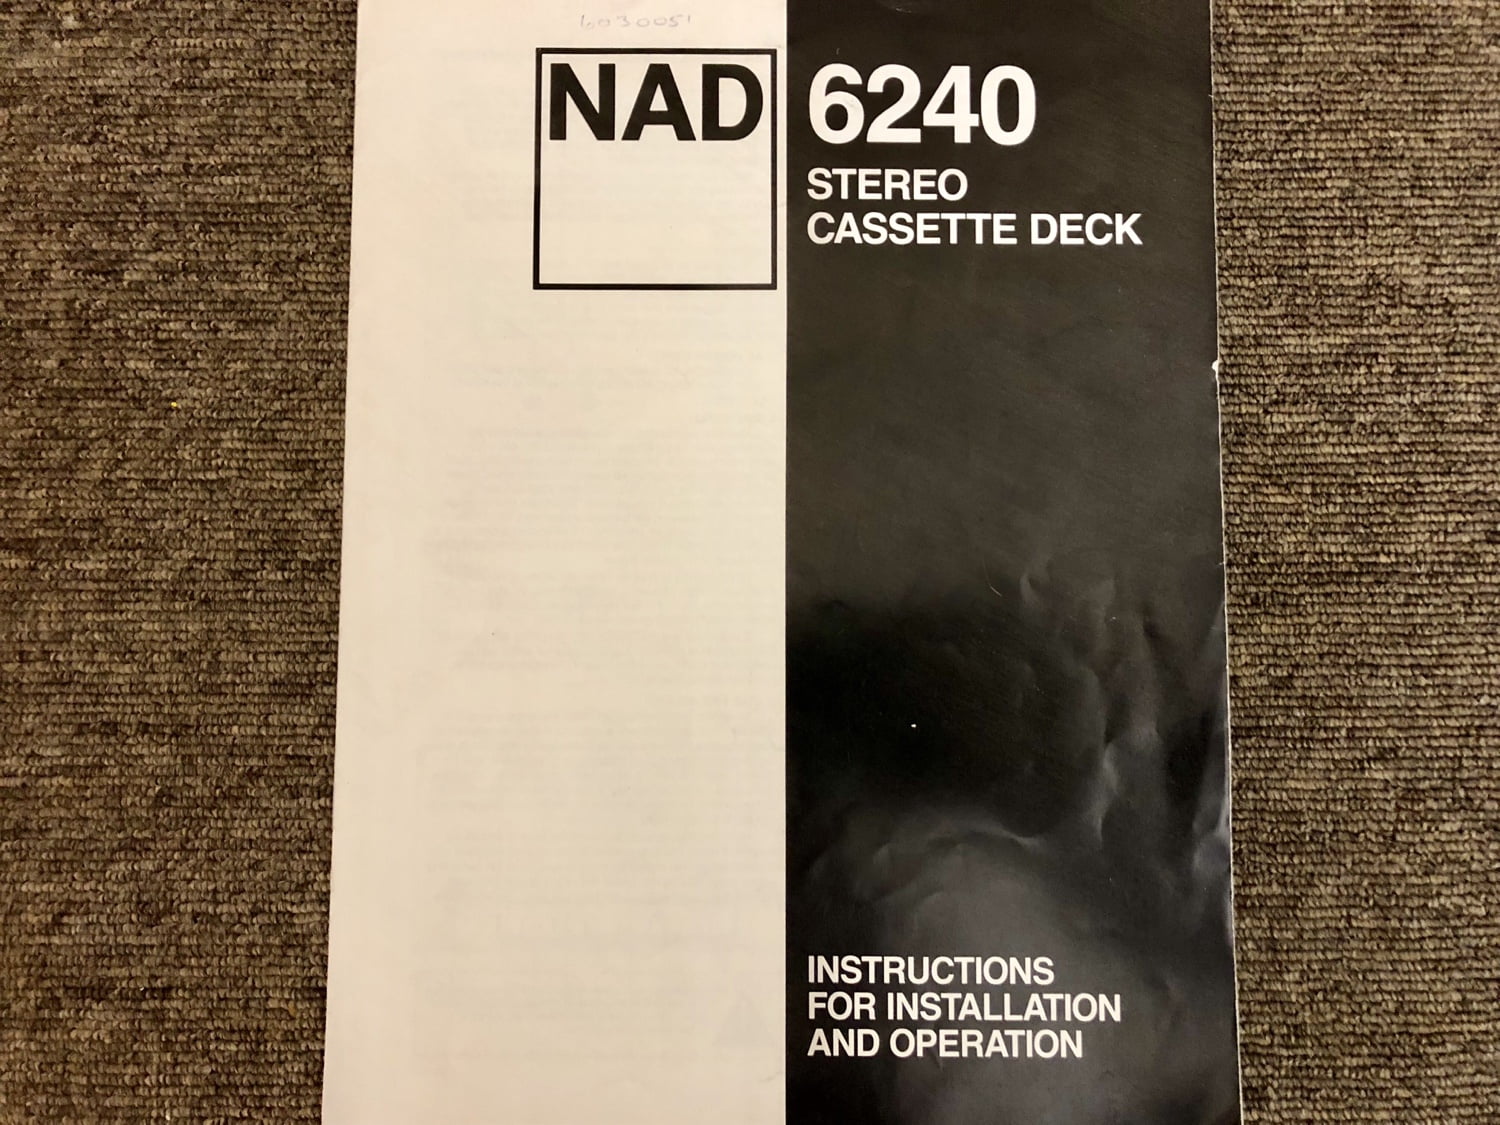 6030051
NAD
6240
STEREO
CASSETTE DECK
INSTRUCTIONS
FOR INSTALLATION
AND OPERATION